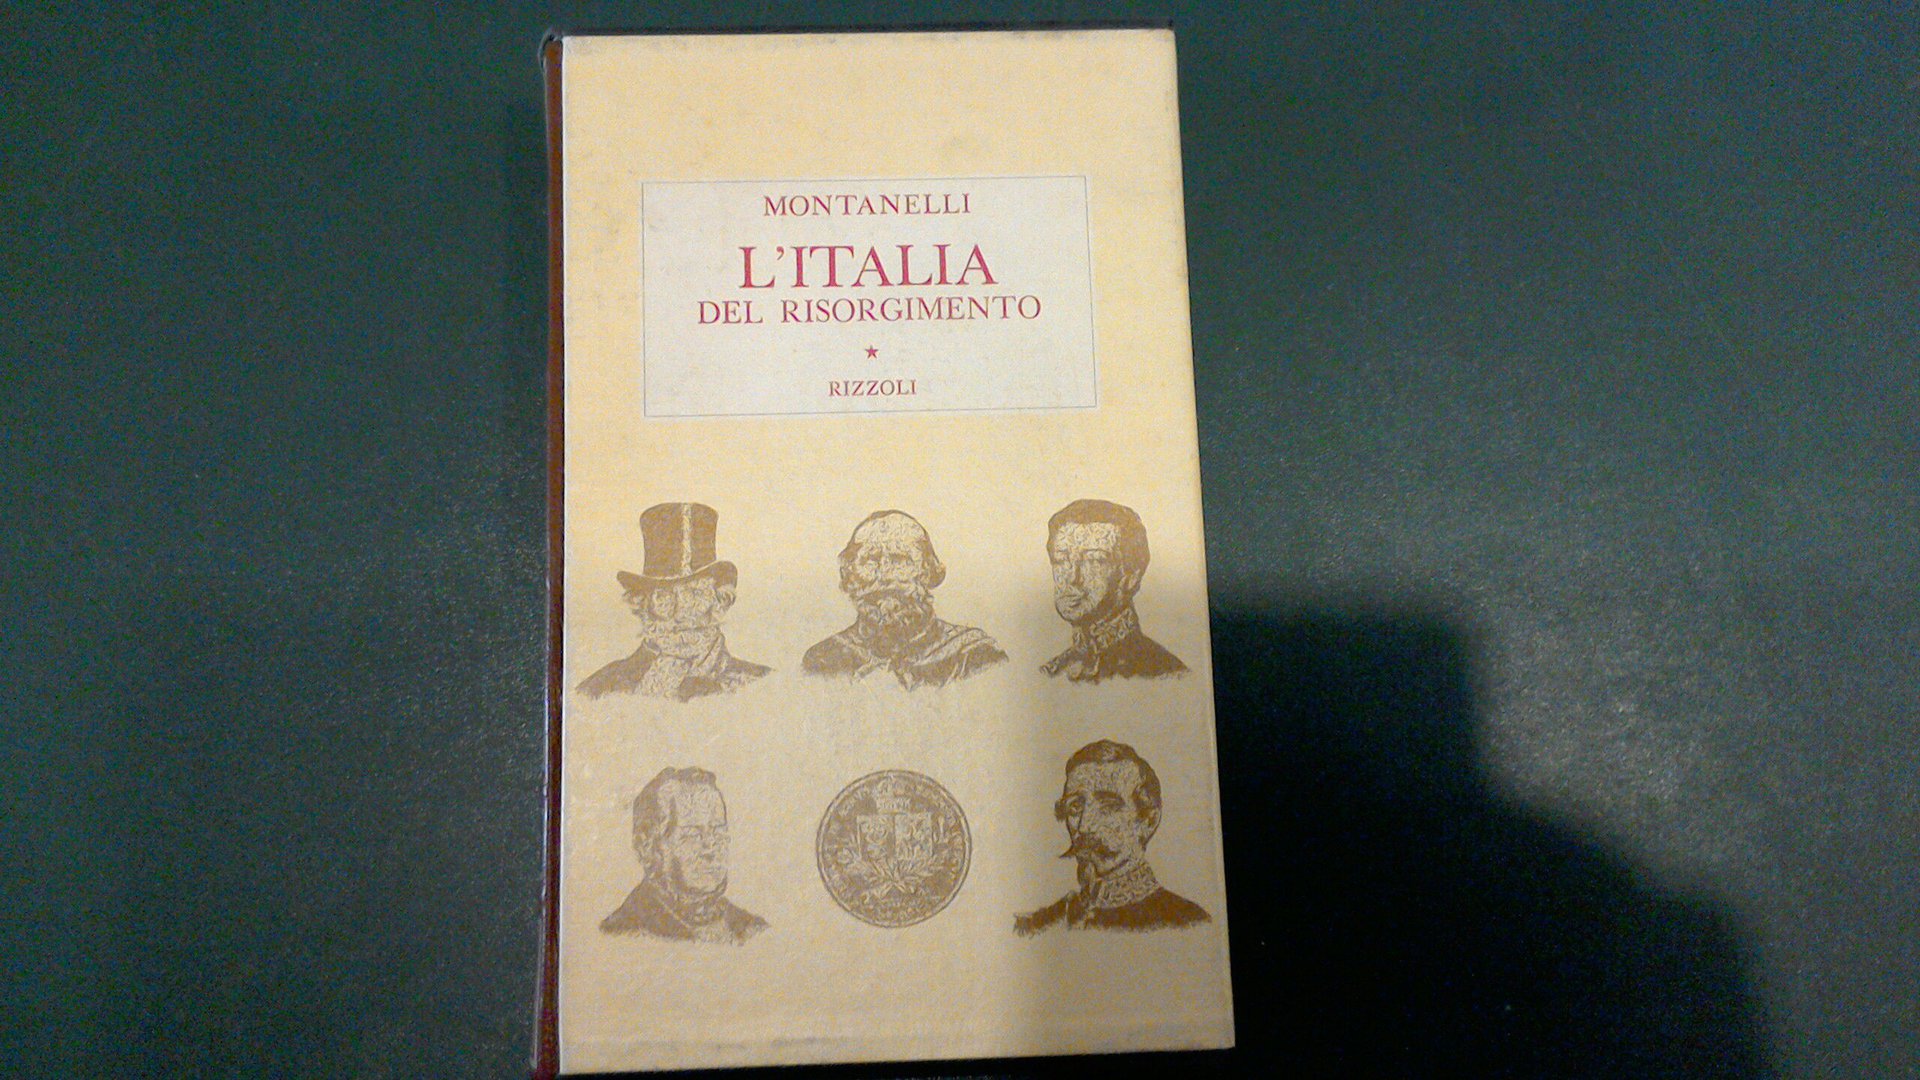 MONTANELLI
L'ITALIA
DEL RISORGIMENTO
★
RIZZOLI